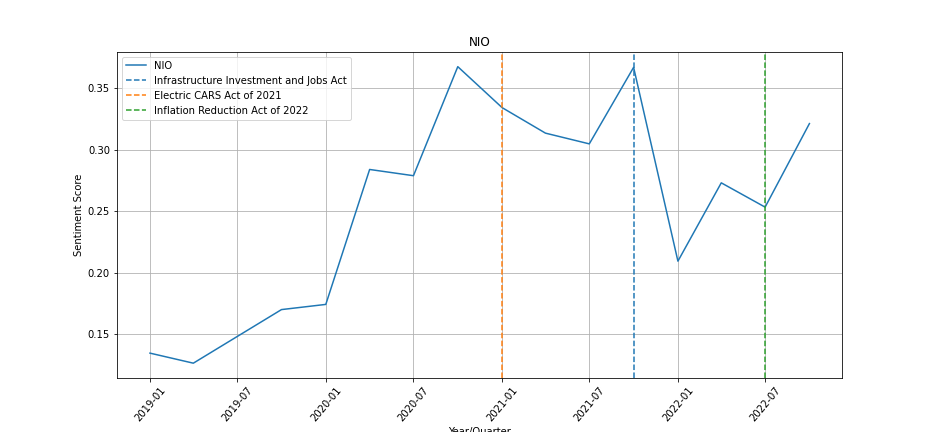 NIO
NIO
Infrastructure Investment and Jobs Act
Electric CARS Act of 2021
Inflation Reduction Act of 2022
Sentiment Score
0.35
0.30
0.25
0.20
0.15
2019-01
2019-07
2020-01
2020-07
2021-01
2021-07
2022-01
2022-07
Year/Quarter